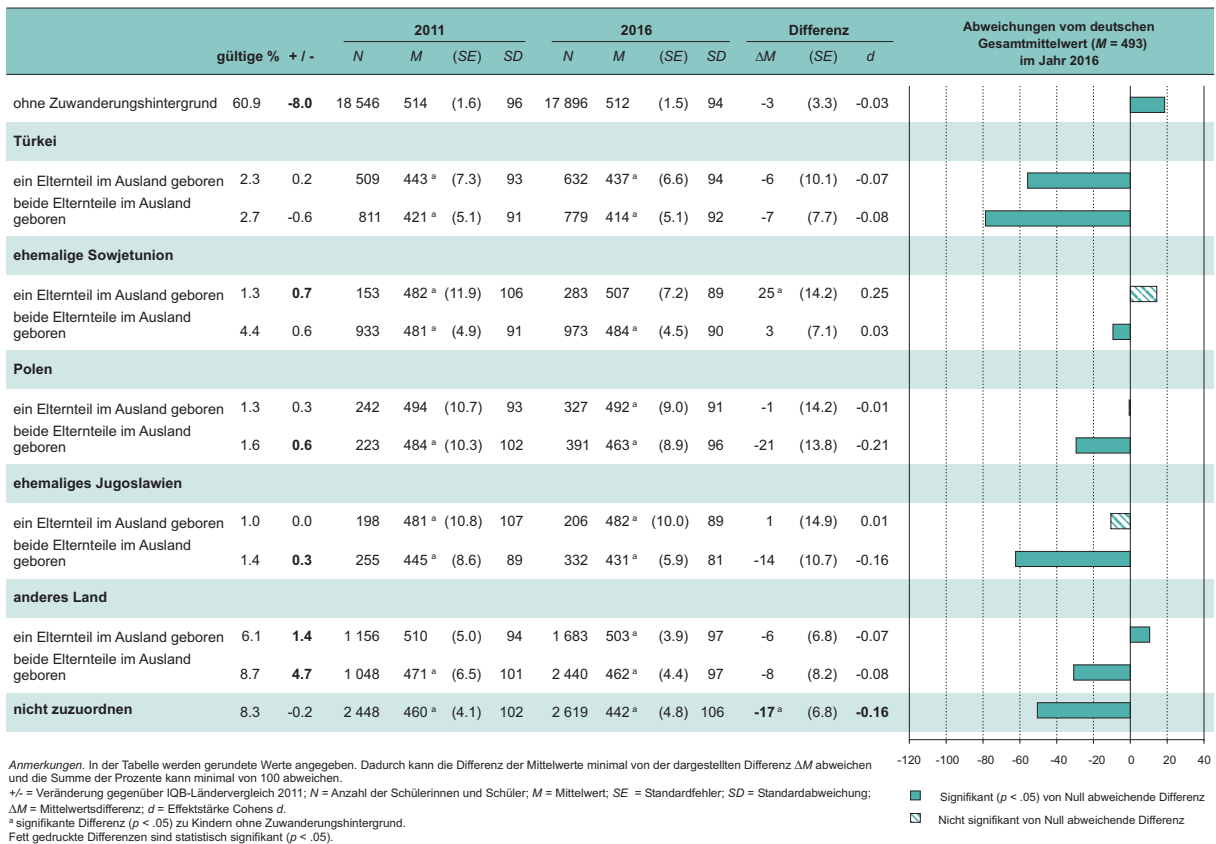 2011 2016 Differenz Abweichungen vom deutschen
Gesamtmittelwert (M = 493)
im Jahr 2016
gültige % + / - N M (SE) SD N M (SE) SD ΔM (SE) d
ohne Zuwanderungshintergrund 60.9 -8.0 18 546 514 (1.6) 96 17 896 512 (1.5) 94 -3 (3.3) -0.03
Türkei
ein Elternteil im Ausland geboren 2.3 0.2 509 443 ª (7.3) 93 632 437 ª (6.6) 94 -6 (10.1) -0.07
beide Elternteile im Ausland
geboren 2.7 -0.6 811 421 ª (5.1) 91 779 414 ª (5.1) 92 -7 (7.7) -0.08
ehemalige Sowjetunion
ein Elternteil im Ausland geboren 1.3 0.7 153 482 ª (11.9) 106 283 507 (7.2) 89 25 ª (14.2) 0.25
beide Elternteile im Ausland
geboren 4.4 0.6 933 481 ª (4.9) 91 973 484 ª (4.5) 90 3 (7.1) 0.03
Polen
ein Elternteil im Ausland geboren 1.3 0.3 242 494 (10.7) 93 327 492 ª (9.0) 91 -1 (14.2) -0.01
beide Elternteile im Ausland
geboren 1.6 0.6 223 484 ª (10.3) 102 391 463 ª (8.9) 96 -21 (13.8) -0.21
ehemaliges Jugoslawien
ein Elternteil im Ausland geboren 1.0 0.0 198 481 ª (10.8) 107 206 482 ª (10.0) 89 1 (14.9) 0.01
beide Elternteile im Ausland
geboren 1.4 0.3 255 445 ª (8.6) 89 332 431 ª (5.9) 81 -14 (10.7) -0.16
anderes Land
ein Elternteil im Ausland geboren 6.1 1.4 1 156 510 (5.0) 94 1 683 503 ª (3.9) 97 -6 (6.8) -0.07
beide Elternteile im Ausland
geboren 8.7 4.7 1 048 471 ª (6.5) 101 2 440 462 ª (4.4) 97 -8 (8.2) -0.08
nicht zuzuordnen 8.3 -0.2 2 448 460 ª (4.1) 102 2 619 442 ª (4.8) 106 -17 ª (6.8) -0.16
-120 -100 -80 -60 -40 -20 0 20 40
Anmerkungen. In der Tabelle werden gerundete Werte angegeben. Dadurch kann die Differenz der Mittelwerte minimal von der dargestellten Differenz ΔM abweichen
und die Summe der Prozente kann minimal von 100 abweichen.
+/- = Veränderung gegenüber IQB-Ländervergleich 2011; N = Anzahl der Schülerinnen und Schüler; M = Mittelwert; SE = Standardfehler; SD = Standardabweichung;
ΔM = Mittelwertsdifferenz; d = Effektstärke Cohens d.
ª signifikante Differenz (p < .05) zu Kindern ohne Zuwanderungshintergrund.
Fett gedruckte Differenzen sind statistisch signifikant (p < .05).
Signifikant (p < .05) von Null abweichende Differenz
Nicht signifikant von Null abweichende Differenz